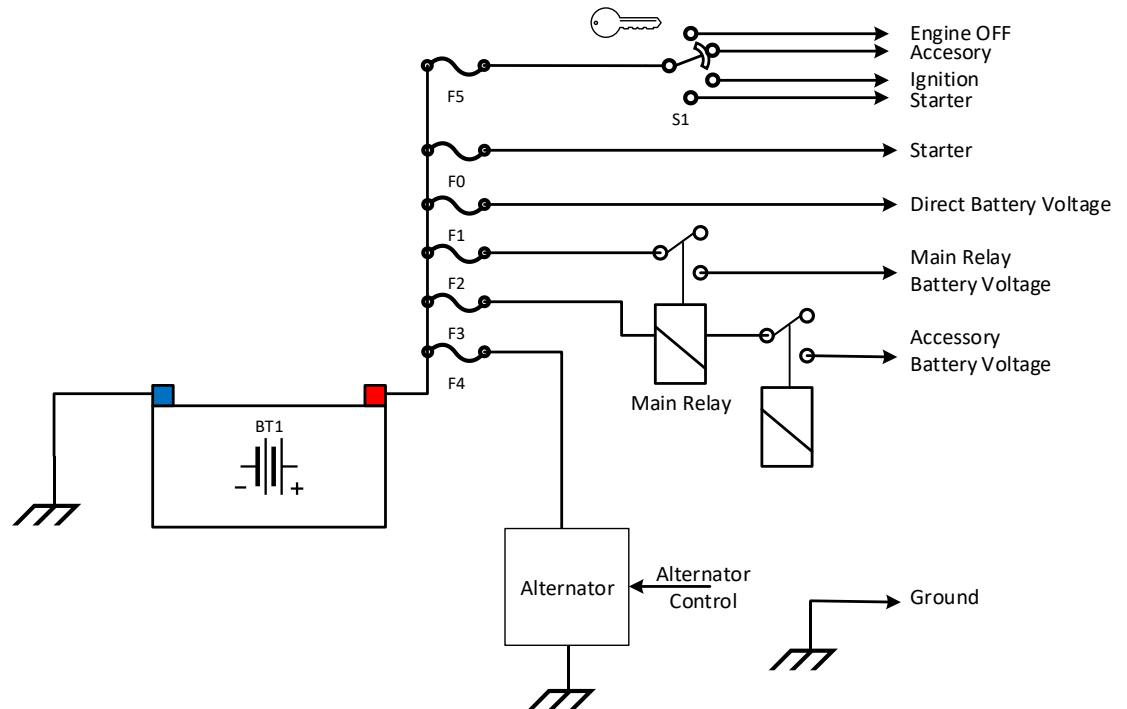 Engine OFF
Accesory
Ignition
Starter
F5
S1
Starter
F0
Direct Battery Voltage
F1
Main Relay
Battery Voltage
F2
Accessory
Battery Voltage
F3
F4
Main Relay
BT1
- +
Alternator
Alternator
Control
Ground